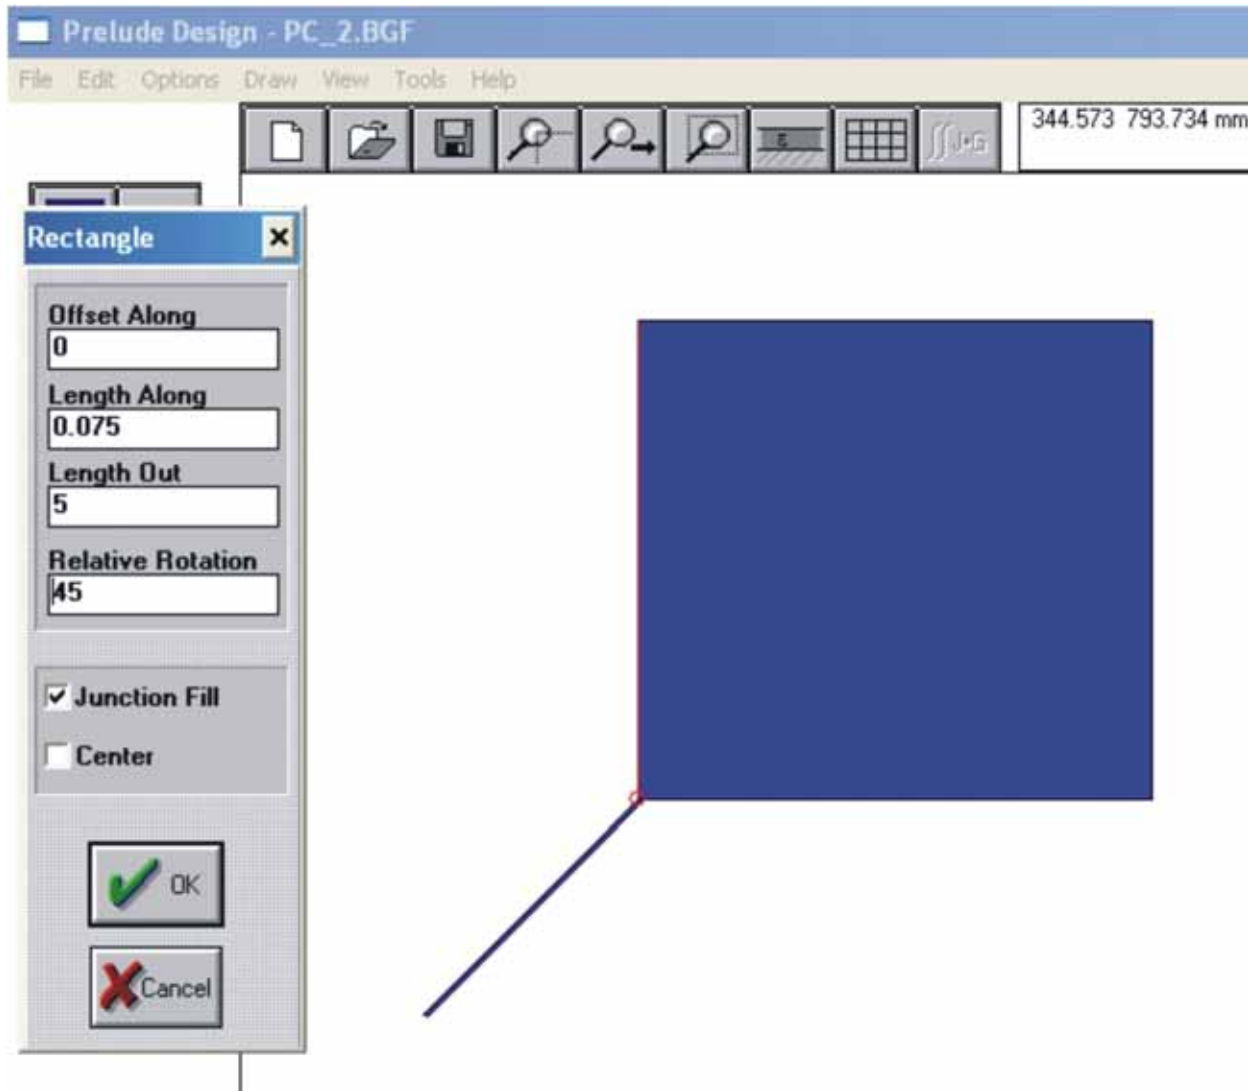 Prelude Design - PC_2.BGF
File Edit Options Draw View Tools Help
344.573 793.734 mm
Rectangle
Offset Along
0
Length Along
0.075
Length Out
5
Relative Rotation
45
Junction Fill
Center
OK
Cancel